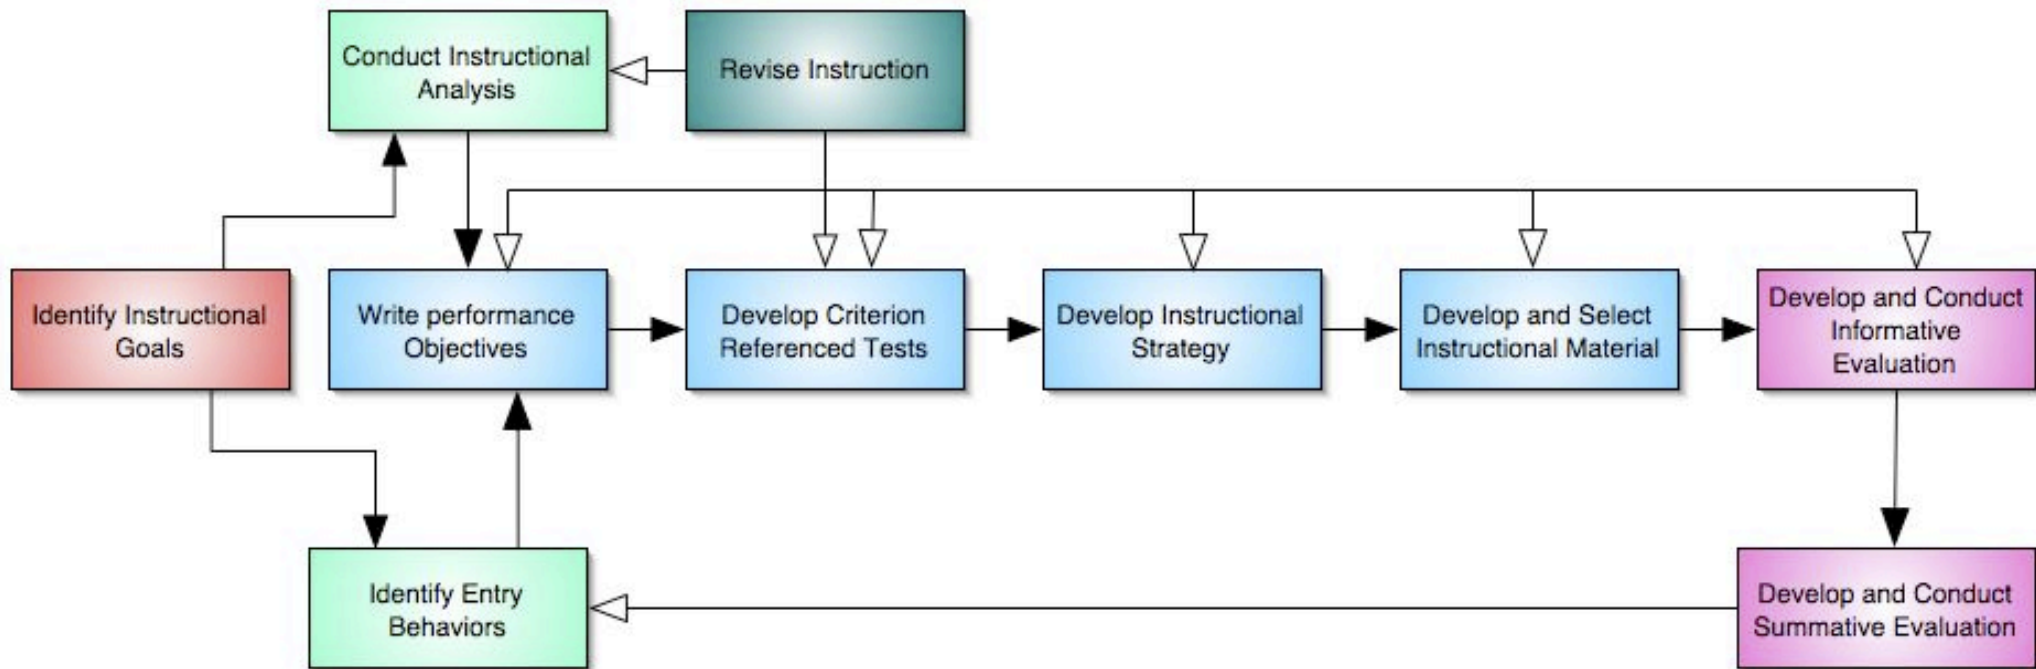 Conduct Instructional
Analysis
Revise Instruction
Identify Instructional
Goals
Write performance
Objectives
Develop Criterion
Referenced Tests
Develop Instructional
Strategy
Develop and Select
Instructional Material
Develop and Conduct
Informative
Evaluation
Identify Entry
Behaviors
Develop and Conduct
Summative Evaluation